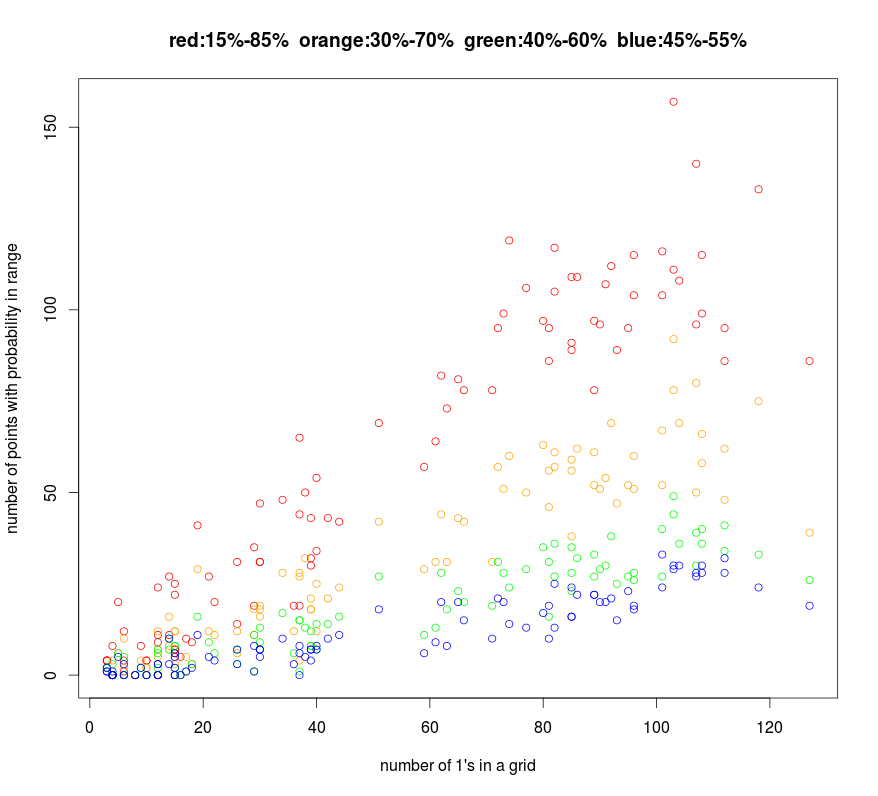 red:15%-85%  orange:30%-70%  green:40%-60%  blue:45%-55%
number of points with probability in range
150
100
50
0
0 20 40 60 80 100 120
number of 1's in a grid